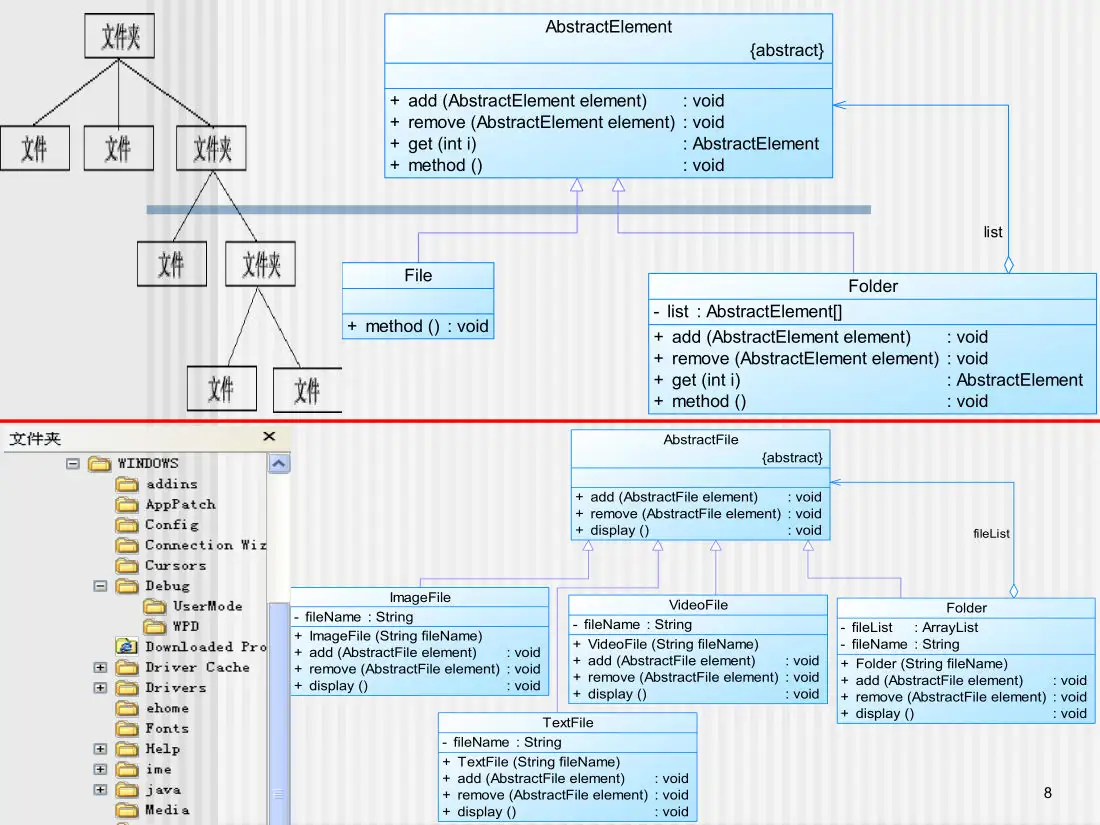 文件夹
文件
文件
文件夹
文件
文件夹
文件
文件
AbstractElement
{abstract}
+ add (AbstractElement element) : void
+ remove (AbstractElement element) : void
+ get (int i) : AbstractElement
+ method () : void
list
File
+ method () : void
Folder
- list : AbstractElement[]
+ add (AbstractElement element) : void
+ remove (AbstractElement element) : void
+ get (int i) : AbstractElement
+ method () : void
文件夹
WINDOWS
addins
AppPatch
Config
Connection Wiz
Cursors
Debug
UserMode
WPD
Downloaded Pro
Driver Cache
Drivers
ehome
Fonts
Help
ime
java
Media
AbstractFile
{abstract}
+ add (AbstractFile element) : void
+ remove (AbstractFile element) : void
+ display () : void
fileList
ImageFile
- fileName : String
+ ImageFile (String fileName)
+ add (AbstractFile element) : void
+ remove (AbstractFile element) : void
+ display () : void
VideoFile
- fileName : String
+ VideoFile (String fileName)
+ add (AbstractFile element) : void
+ remove (AbstractFile element) : void
+ display () : void
Folder
- fileList : ArrayList
- fileName : String
+ Folder (String fileName)
+ add (AbstractFile element) : void
+ remove (AbstractFile element) : void
+ display () : void
TextFile
- fileName : String
+ TextFile (String fileName)
+ add (AbstractFile element) : void
+ remove (AbstractFile element) : void
+ display () : void
8